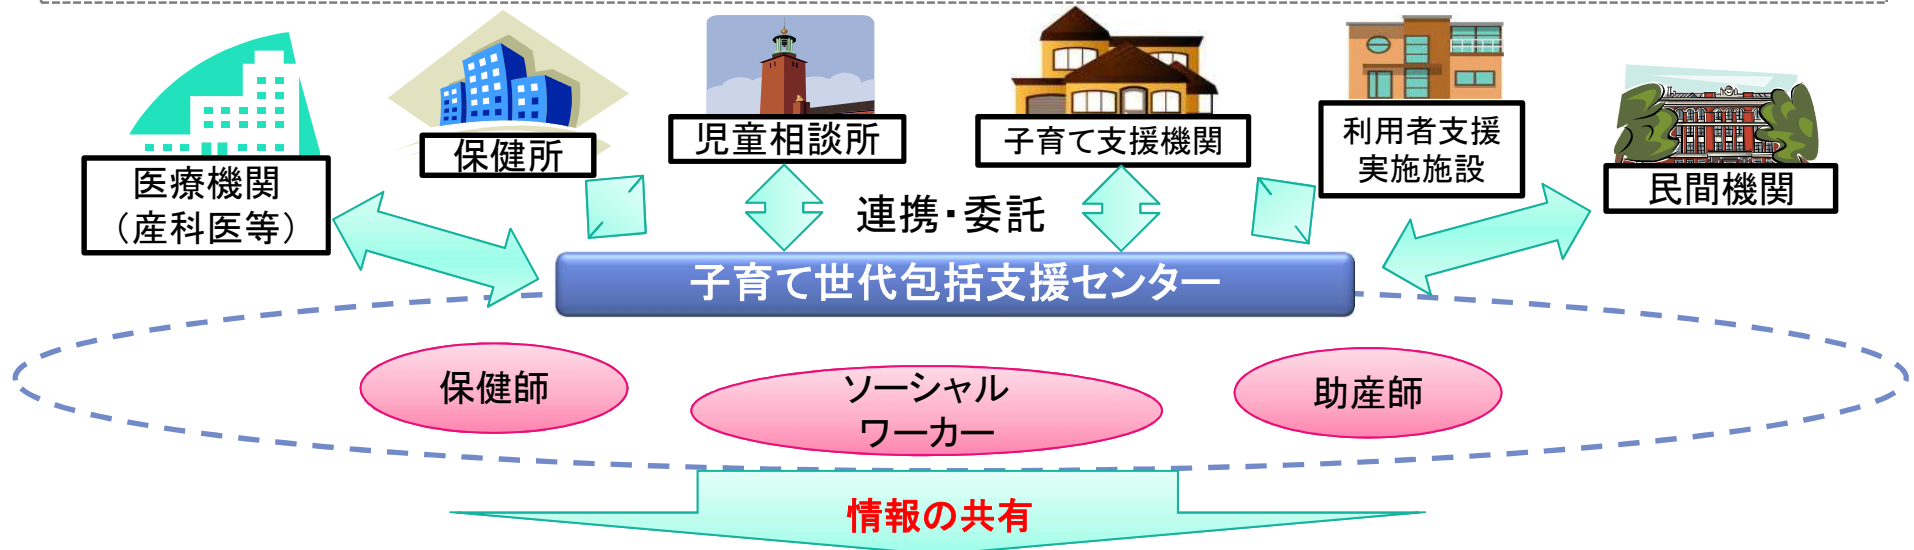 医療機関
（産科医等）
保健所
児童相談所
子育て支援機関
利用者支援
実施施設
民間機関
連携・委託
子育て世代包括支援センター
保健師
ソーシャル
ワーカー
助産師
情報の共有